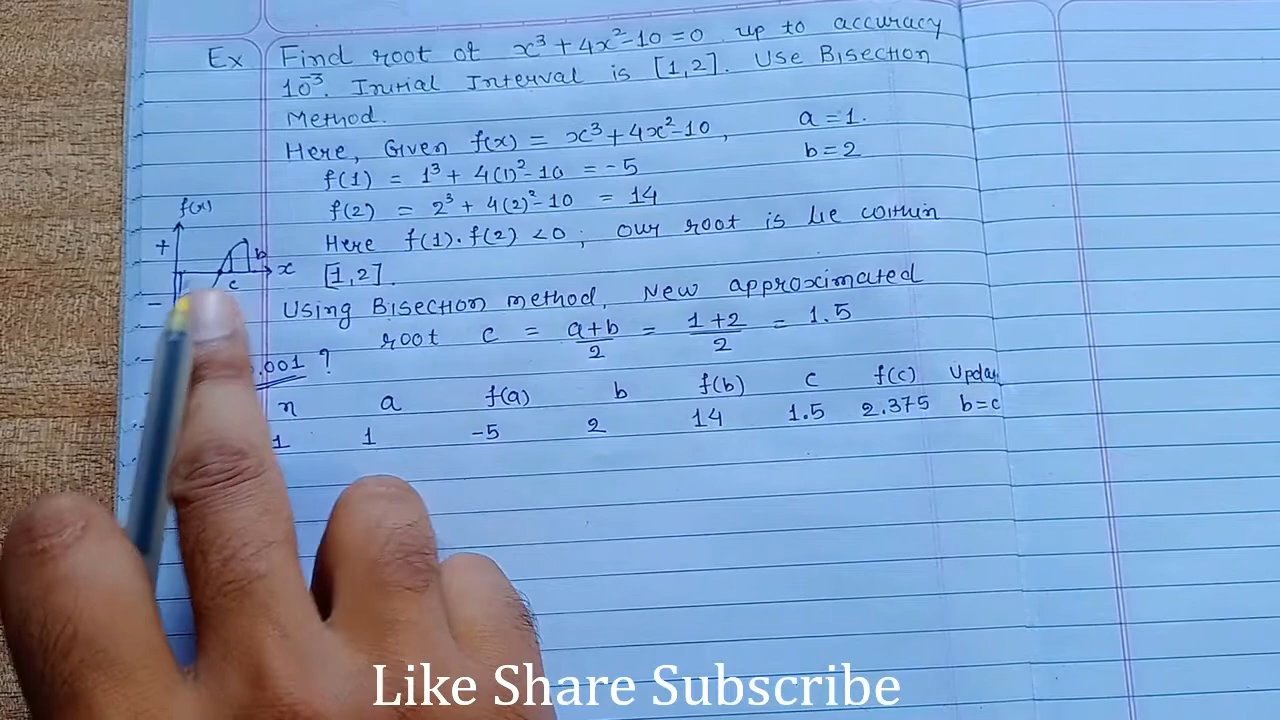 Ex Find root of x³ + 4x² - 10 = 0 up to accuracy
10⁻³. Initial Interval is [1,2]. Use Bisection
Method.
Here, Given f(x) = x³ + 4x² - 10, a = 1.
b = 2
f(1) = 1³ + 4(1)² - 10 = -5
f(2) = 2³ + 4(2)² - 10 = 14
f(x)
Here f(1).f(2) < 0; our root is lie within
+ b
x
[1,2].
c
-
Using Bisection method, New approximated
root c = a+b/2 = 1+2/2 = 1.5
.001 ?
n a f(a) b f(b) c f(c) Updat
1 1 -5 2 14 1.5 2.375 b=c
Like Share Subscribe